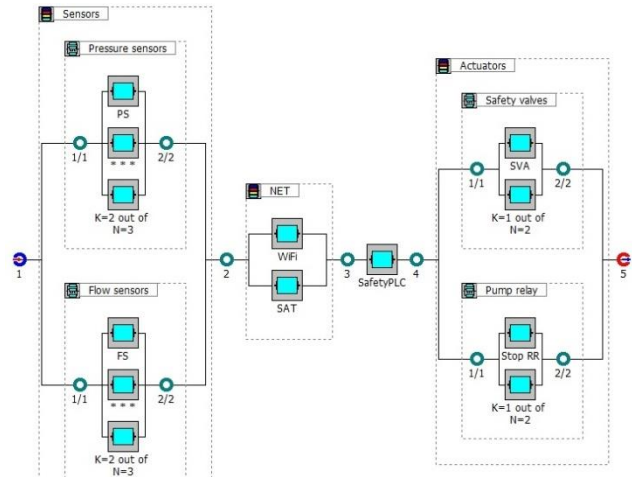 Sensors
Pressure sensors
PS
1/1
* * *
2/2
K=2 out of
N=3
Flow sensors
FS
1/1
* * *
2/2
K=2 out of
N=3
1
2
NET
WiFi
SAT
3
SafetyPLC
4
Actuators
Safety valves
1/1
SVA
2/2
K=1 out of
N=2
Pump relay
1/1
Stop RR
2/2
K=1 out of
N=2
5